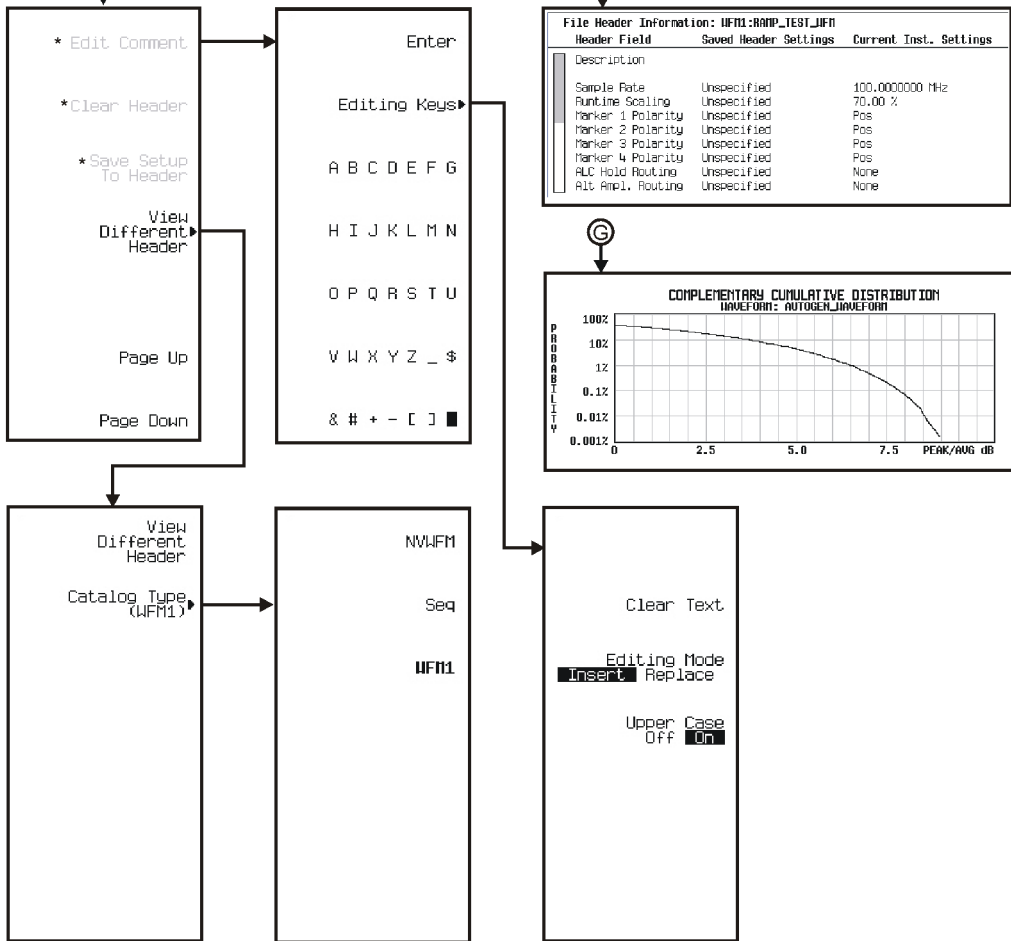 * Edit Comment
*Clear Header
*Save Setup
To Header
View
Different
Header
Page Up
Page Down
Enter
Editing Keys
A B C D E F G
H I J K L M N
O P Q R S T U
V W X Y Z _ $
& # + - [ ]
File Header Information: WFM1:RAMP_TEST_WFM
Header Field Saved Header Settings Current Inst. Settings
Description
Sample Rate Unspecified 100.0000000 MHz
Runtime Scaling Unspecified 70.00 %
Marker 1 Polarity Unspecified Pos
Marker 2 Polarity Unspecified Pos
Marker 3 Polarity Unspecified Pos
Marker 4 Polarity Unspecified Pos
ALC Hold Routing Unspecified None
Alt Ampl. Routing Unspecified None
G
COMPLEMENTARY CUMULATIVE DISTRIBUTION
WAVEFORM: AUTOGEN_WAVEFORM
PROBABILITY
100%
10%
1%
0.1%
0.01%
0.001%
0 2.5 5.0 7.5 PEAK/AVG dB
View
Different
Header
Catalog Type
(WFM1)
NVWFM
Seq
WFM1
Clear Text
Editing Mode
Insert Replace
Upper Case
Off On